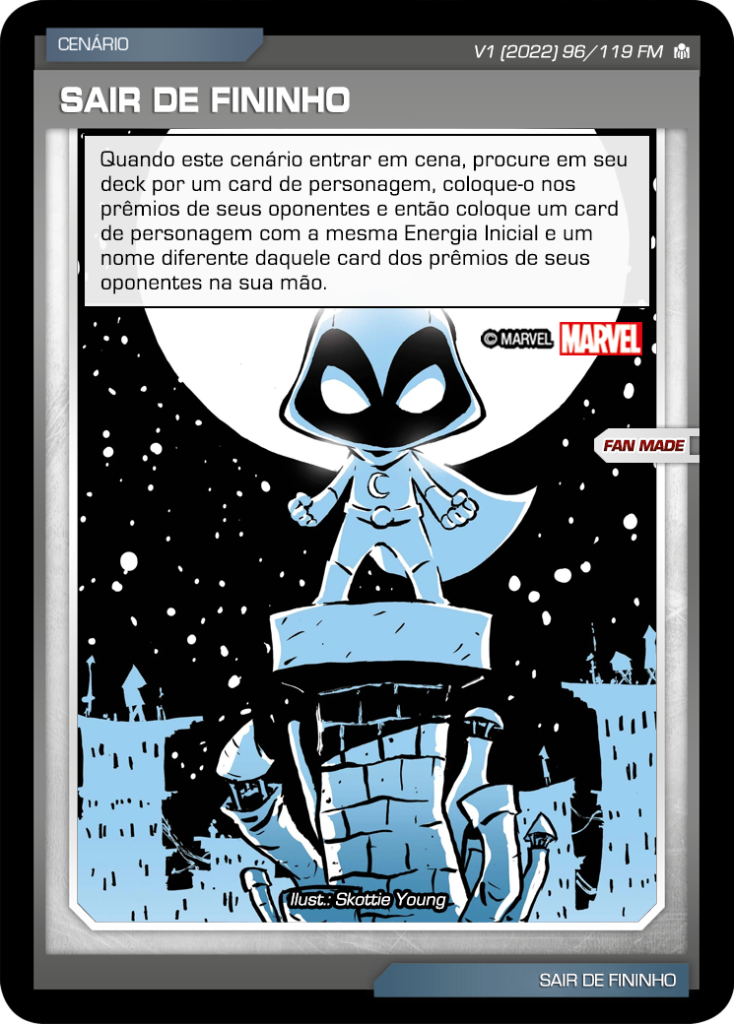 CENÁRIO
V1 (2022) 96/119 FM
SAIR DE FININHO
Quando este cenário entrar em cena, procure em seu
deck por um card de personagem, coloque-o nos
prêmios de seus oponentes e então coloque um card
de personagem com a mesma Energia Inicial e um
nome diferente daquele card dos prêmios de seus
oponentes na sua mão.
© MARVEL MARVEL
FAN MADE
Ilust.: Skottie Young
SAIR DE FININHO